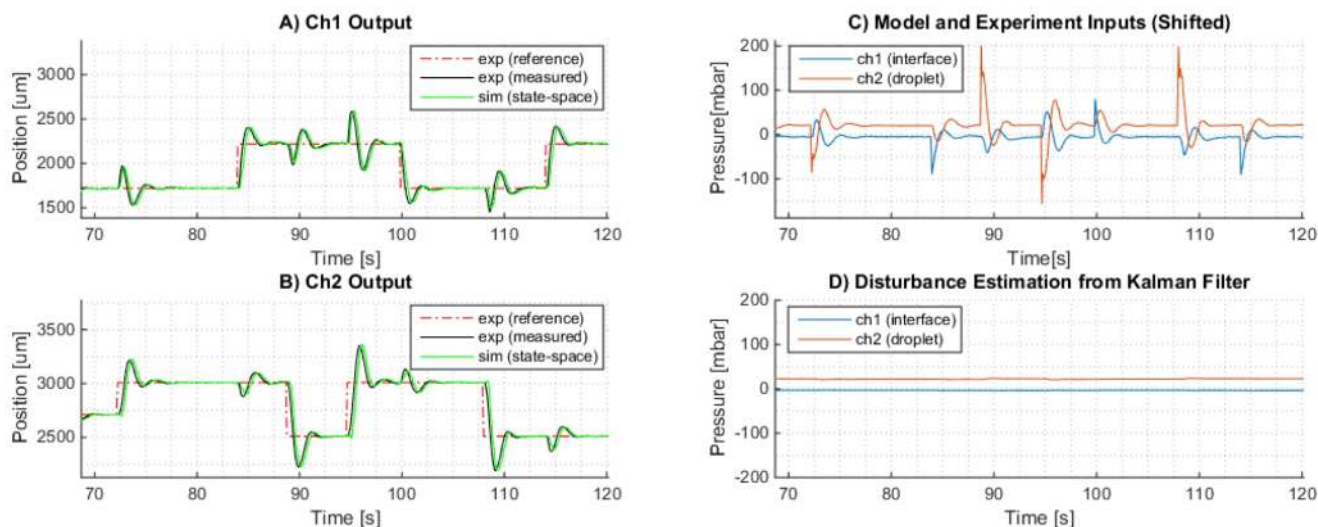 A) Ch1 Output
Position [um]
3000
2500
2000
1500
exp (reference)
exp (measured)
sim (state-space)
70 80 90 100 110 120
Time [s]
B) Ch2 Output
Position [um]
3500
3000
2500
exp (reference)
exp (measured)
sim (state-space)
70 80 90 100 110 120
Time [s]
C) Model and Experiment Inputs (Shifted)
Pressure[mbar]
200
100
0
-100
ch1 (interface)
ch2 (droplet)
70 80 90 100 110 120
Time[s]
D) Disturbance Estimation from Kalman Filter
Pressure [mbar]
200
100
0
-100
-200
ch1 (interface)
ch2 (droplet)
70 80 90 100 110 120
Time [s]